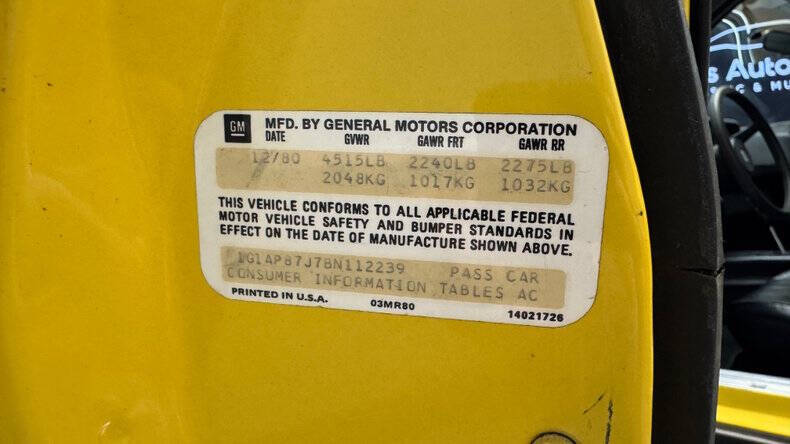 GM MFD. BY GENERAL MOTORS CORPORATION
DATE GVWR GAWR FRT GAWR RR
12/80 4515LB 2240LB 2275LB
2048KG 1017KG 1032KG
THIS VEHICLE CONFORMS TO ALL APPLICABLE FEDERAL
MOTOR VEHICLE SAFETY AND BUMPER STANDARDS IN
EFFECT ON THE DATE OF MANUFACTURE SHOWN ABOVE.
1G1AP87J7BN112239 PASS CAR
CONSUMER INFORMATION TABLES AC
PRINTED IN U.S.A. 03MR80 14021726
s Auto
& MU